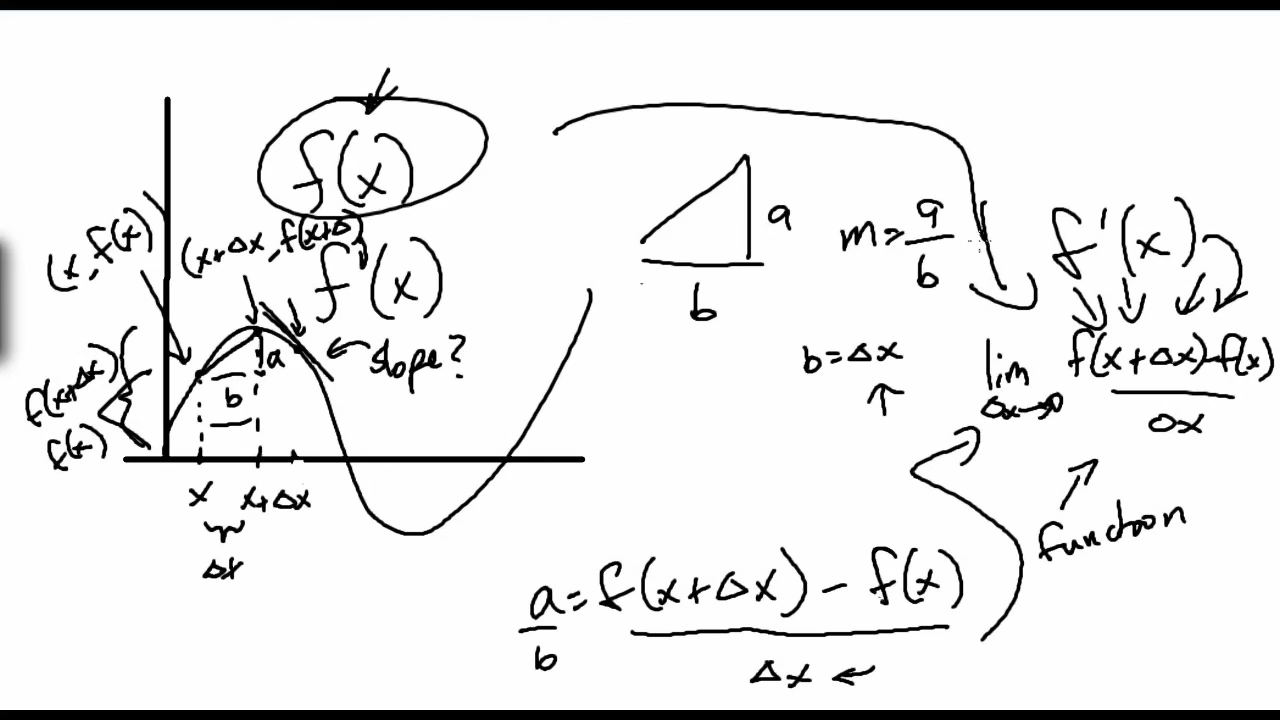 f(x)
(x, f(x))
(x+Δx, f(x+Δ
f'(x)
a
b
m = a/b
f'(x)
slope?
a
b
b = Δx
lim Δx→0 f(x+Δx)-f(x)
Δx
f(x+Δx)
f(x)
x
x+Δx
Δx
function
a/b = f(x+Δx) - f(x)
Δx